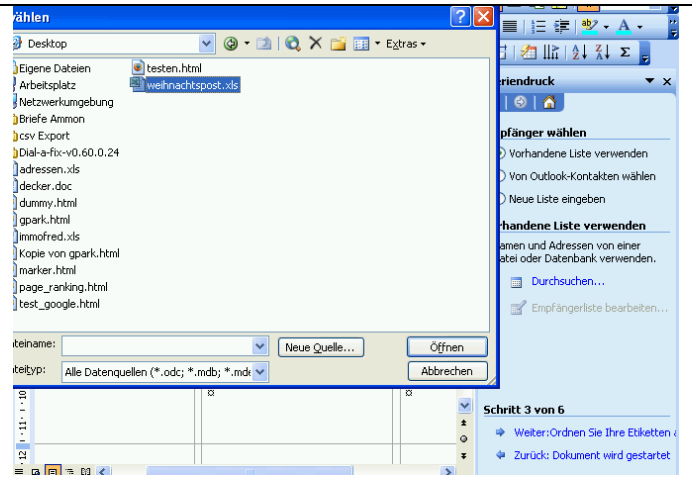 ählen
Desktop
Extras
Eigene Dateien
Arbeitsplatz
Netzwerkumgebung
Briefe Ammon
csv Export
Dial-a-fix-v0.60.0.24
adressen.xls
decker.doc
dummy.html
gpark.html
immofred.xls
Kopie von gpark.html
marker.html
page_ranking.html
test_google.html
testen.html
weihnachtspost.xls
ateiname:
Neue Quelle...
Öffnen
ateityp:
Alle Datenquellen (*.odc; *.mdb; *.mde
Abbrechen
eriendruck
pfänger wählen
Vorhandene Liste verwenden
Von Outlook-Kontakten wählen
Neue Liste eingeben
rhandene Liste verwenden
amen und Adressen von einer
atei oder Datenbank verwenden.
Durchsuchen...
Empfängerliste bearbeiten...
Schritt 3 von 6
Weiter:Ordnen Sie Ihre Etiketten
Zurück: Dokument wird gestartet
10
11
12